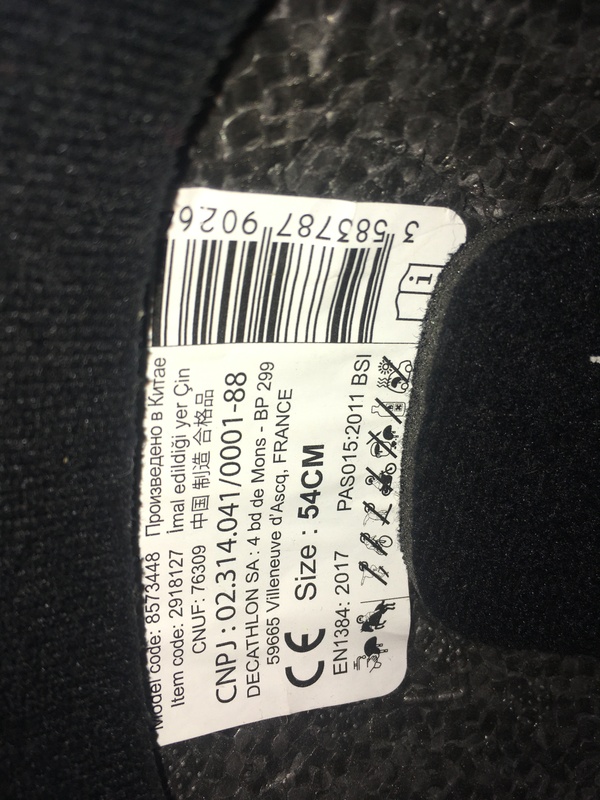 Model code: 8573448 Произведено в Китае
Item code: 2918127 İmal edildiği yer Çin
CNUF: 76309 中国 制造 合格品
CNPJ : 02.314.041/0001-88
DECATHLON SA : 4 bd de Mons - BP 299
59665 Villeneuve d'Ascq, FRANCE
CE Size : 54CM
EN1384: 2017 PAS015:2011 BSI
3 583787 9026